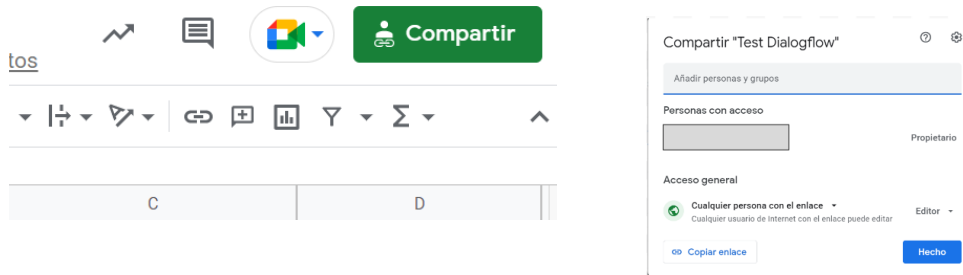 Compartir
tos
C D
Compartir "Test Dialogflow"
Añadir personas y grupos
Personas con acceso
Propietario
Acceso general
Cualquier persona con el enlace
Cualquier usuario de Internet con el enlace puede editar
Editor
Copiar enlace
Hecho